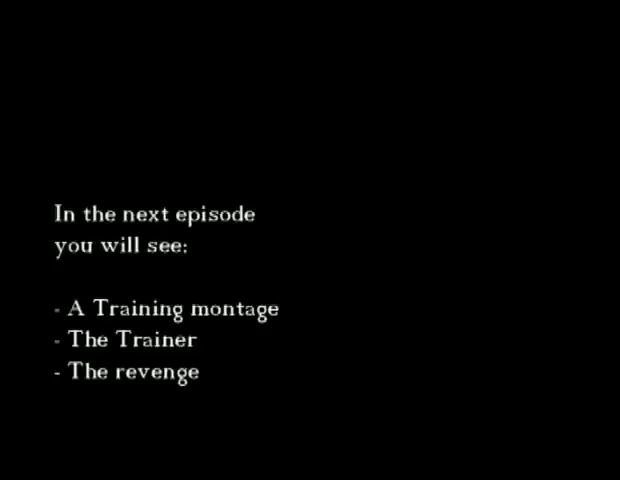 In the next episode
you will see:
- A Training montage
- The Trainer
- The revenge